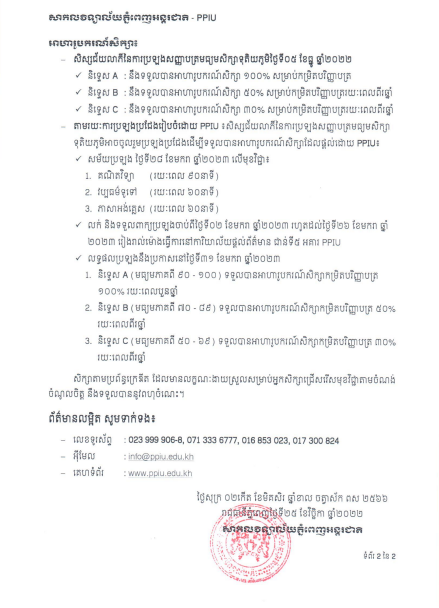 សាកលវិទ្យាល័យភ្នំពេញអន្តរជាតិ - PPIU
អាហារូបករណ៍សិក្សា៖
– សិស្សជ័យលាភីនៃការប្រឡងសញ្ញាបត្រមធ្យមសិក្សាទុតិយភូមិថ្ងៃទី០៥ ខែធ្នូ ឆ្នាំ២០២២
✓ និទ្ទេស A : នឹងទទួលបានអាហារូបករណ៍សិក្សា ១០០% សម្រាប់កម្រិតបរិញ្ញាបត្រ
✓ និទ្ទេស B : នឹងទទួលបានអាហារូបករណ៍សិក្សា ៥០% សម្រាប់កម្រិតបរិញ្ញាបត្ររយៈពេលពីរឆ្នាំ
✓ និទ្ទេស C : នឹងទទួលបានអាហារូបករណ៍សិក្សា ៣០% សម្រាប់កម្រិតបរិញ្ញាបត្ររយៈពេលពីរឆ្នាំ
– តាមរយៈការប្រឡងប្រជែងរៀបចំដោយ PPIU ៖សិស្សជ័យលាភីនៃការប្រឡងសញ្ញាបត្រមធ្យមសិក្សា
ទុតិយភូមិអាចចូលរួមប្រឡងប្រជែងដើម្បីទទួលបានអាហារូបករណ៍សិក្សាដែលផ្តល់ដោយ PPIU៖
✓ សម័យប្រឡង ថ្ងៃទី២៨ ខែមករា ឆ្នាំ២០២៣ លើមុខវិជ្ជា៖
1. គណិតវិទ្យា (រយៈពេល ៩០នាទី)
2. វប្បធម៌ទូទៅ (រយៈពេល ៦០នាទី)
3. ភាសាអង់គ្លេស (រយៈពេល ៦០នាទី)
✓ លក់ និងទទួលពាក្យប្រឡងចាប់ពីថ្ងៃទី០២ ខែមករា ឆ្នាំ២០២៣ រហូតដល់ថ្ងៃទី២៦ ខែមករា ឆ្នាំ
២០២៣ រៀងរាល់ម៉ោងធ្វើការនៅការិយាល័យផ្តល់ព័ត៌មាន ជាន់ទី៥ អគារ PPIU
✓ លទ្ធផលប្រឡងនឹងប្រកាសនៅថ្ងៃទី៣១ ខែមករា ឆ្នាំ២០២៣
1. និទ្ទេស A (មធ្យមភាគពី ៩០ - ១០០) ទទួលបានអាហារូបករណ៍សិក្សាកម្រិតបរិញ្ញាបត្រ
១០០% រយៈពេលបួនឆ្នាំ
2. និទ្ទេស B (មធ្យមភាគពី ៧០ - ៨៩) ទទួលបានអាហារូបករណ៍សិក្សាកម្រិតបរិញ្ញាបត្រ ៥០%
រយៈពេលពីរឆ្នាំ
3. និទ្ទេស C (មធ្យមភាគពី ៥០ - ៦៩) ទទួលបានអាហារូបករណ៍សិក្សាកម្រិតបរិញ្ញាបត្រ ៣០%
រយៈពេលពីរឆ្នាំ
សិក្សាតាមប្រព័ន្ធក្រេឌីត ដែលមានលក្ខណៈងាយស្រួលសម្រាប់អ្នកសិក្សាជ្រើសរើសមុខវិជ្ជាតាមចំណង់
ចំណូលចិត្ត នឹងទទួលបាននូវពហុចំណេះ។
ព័ត៌មានលម្អិត សូមទាក់ទង៖
– លេខទូរស័ព្ទ : 023 999 906-8, 071 333 6777, 016 853 023, 017 300 824
– អ៊ីមែល : info@ppiu.edu.kh
– គេហទំព័រ : www.ppiu.edu.kh
ថ្ងៃសុក្រ ០២កើត ខែមិគសិរ ឆ្នាំខាល ចត្វាស័ក ពស ២៥៦៦
រាជធានីភ្នំពេញថ្ងៃទី២៥ ខែវិច្ឆិកា ឆ្នាំ២០២២
សាកលវិទ្យាល័យភ្នំពេញអន្តរជាតិ
ទំព័រ 2 នៃ 2